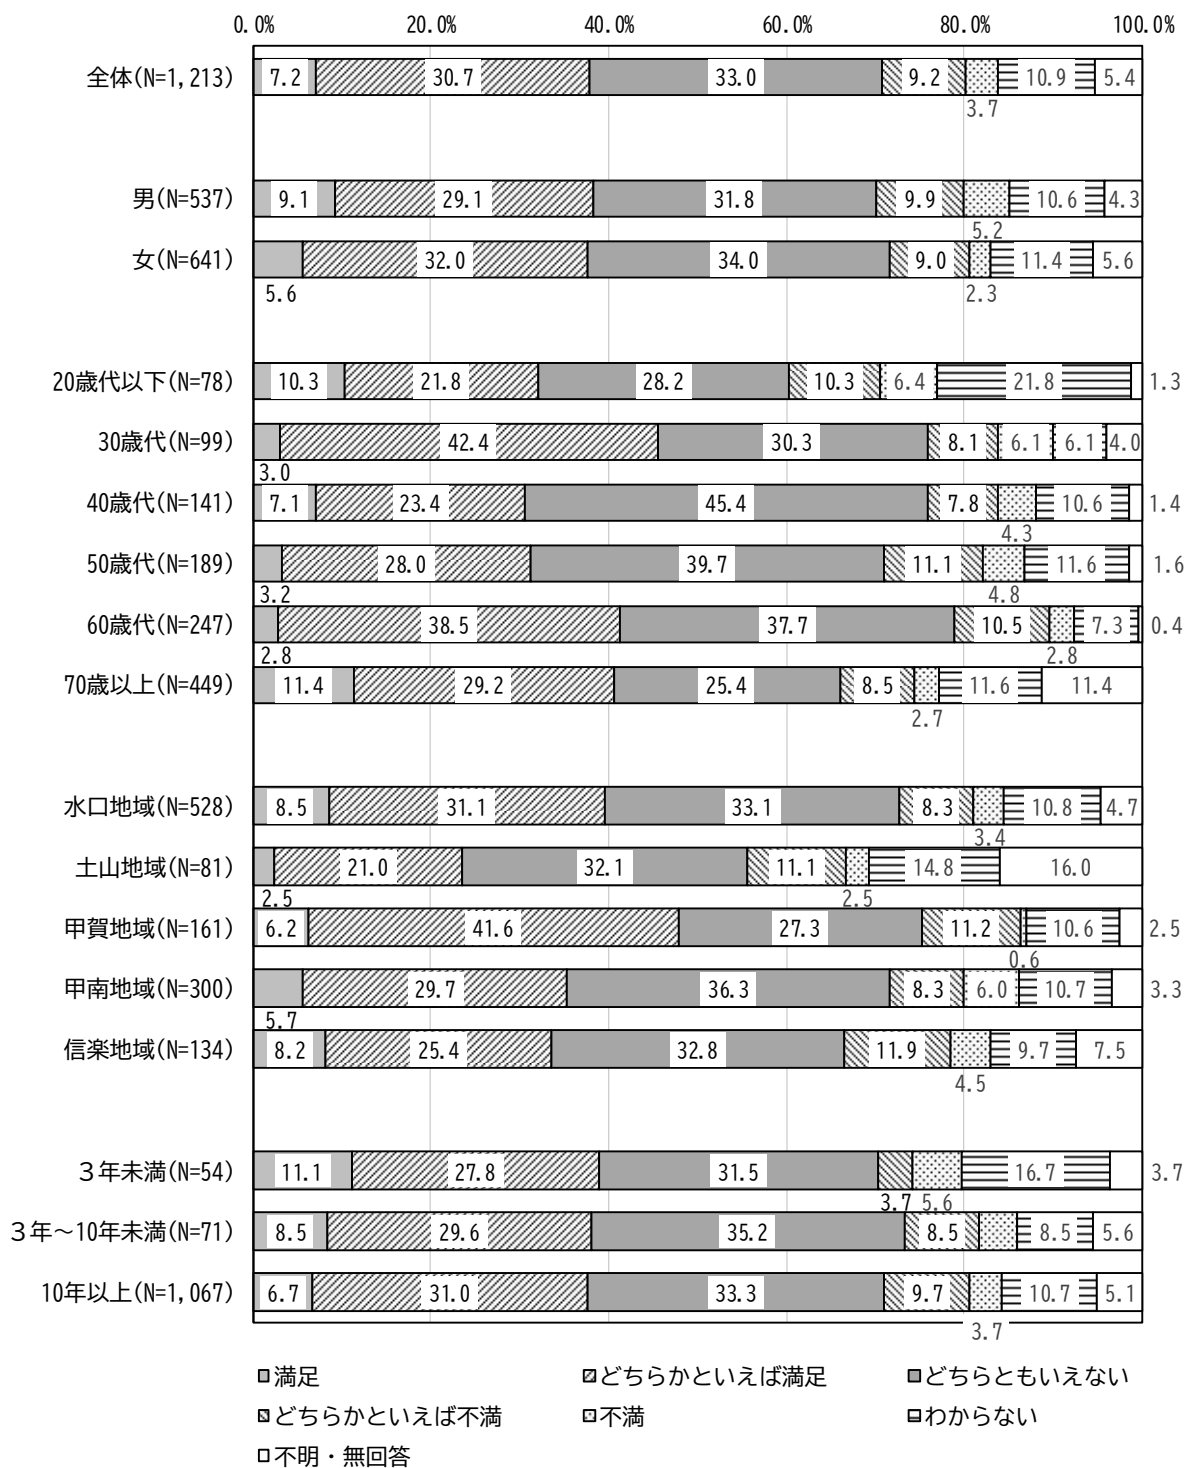 0.0% 20.0% 40.0% 60.0% 80.0% 100.0%
全体(N=1,213) 7.2 30.7 33.0 9.2 10.9 5.4
3.7
男(N=537) 9.1 29.1 31.8 9.9 10.6 4.3
5.2
女(N=641) 32.0 34.0 9.0 11.4 5.6
5.6 2.3
20歳代以下(N=78) 10.3 21.8 28.2 10.3 6.4 21.8 1.3
30歳代(N=99) 42.4 30.3 8.1 6.1 6.1 4.0
3.0
40歳代(N=141) 7.1 23.4 45.4 7.8 10.6 1.4
4.3
50歳代(N=189) 28.0 39.7 11.1 11.6 1.6
3.2 4.8
60歳代(N=247) 38.5 37.7 10.5 7.3 0.4
2.8 2.8
70歳以上(N=449) 11.4 29.2 25.4 8.5 11.6 11.4
2.7
水口地域(N=528) 8.5 31.1 33.1 8.3 10.8 4.7
3.4
土山地域(N=81) 21.0 32.1 11.1 14.8 16.0
2.5 2.5
甲賀地域(N=161) 6.2 41.6 27.3 11.2 10.6 2.5
0.6
甲南地域(N=300) 29.7 36.3 8.3 6.0 10.7 3.3
5.7
信楽地域(N=134) 8.2 25.4 32.8 11.9 9.7 7.5
4.5
３年未満(N=54) 11.1 27.8 31.5 16.7 3.7
3.7 5.6
３年～10年未満(N=71) 8.5 29.6 35.2 8.5 8.5 5.6
10年以上(N=1,067) 6.7 31.0 33.3 9.7 10.7 5.1
3.7
満足 どちらかといえば満足 どちらともいえない
どちらかといえば不満 不満 わからない
不明・無回答